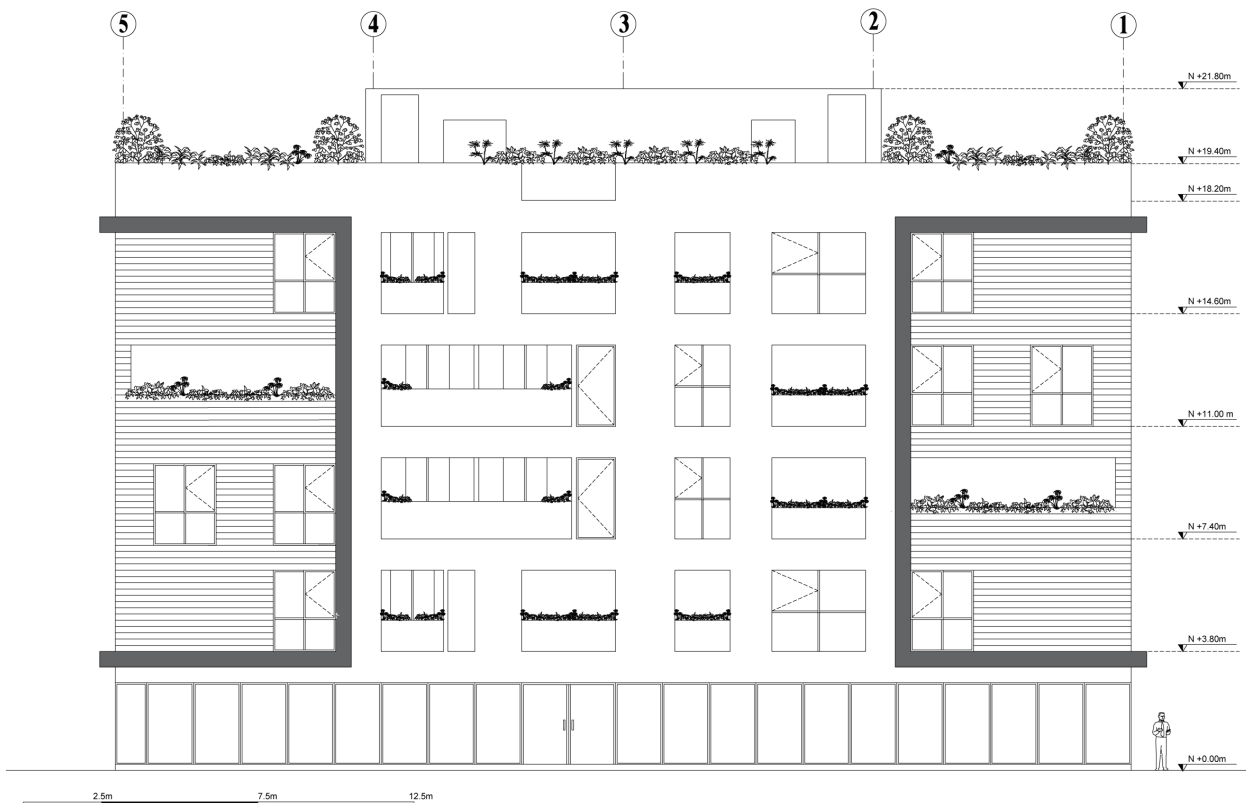 5 4 3 2 1
N +21.80m
N +19.40m
N +18.20m
N +14.60m
N +11.00 m
N +7.40m
N +3.80m
N +0.00m
2.5m 7.5m 12.5m